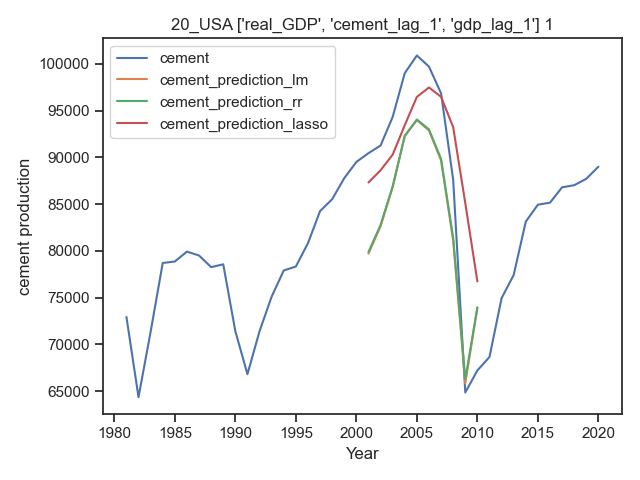 20_USA ['real_GDP', 'cement_lag_1', 'gdp_lag_1'] 1
cement
cement_prediction_lm
cement_prediction_rr
cement_prediction_lasso
cement production
100000
95000
90000
85000
80000
75000
70000
65000
1980 1985 1990 1995 2000 2005 2010 2015 2020
Year